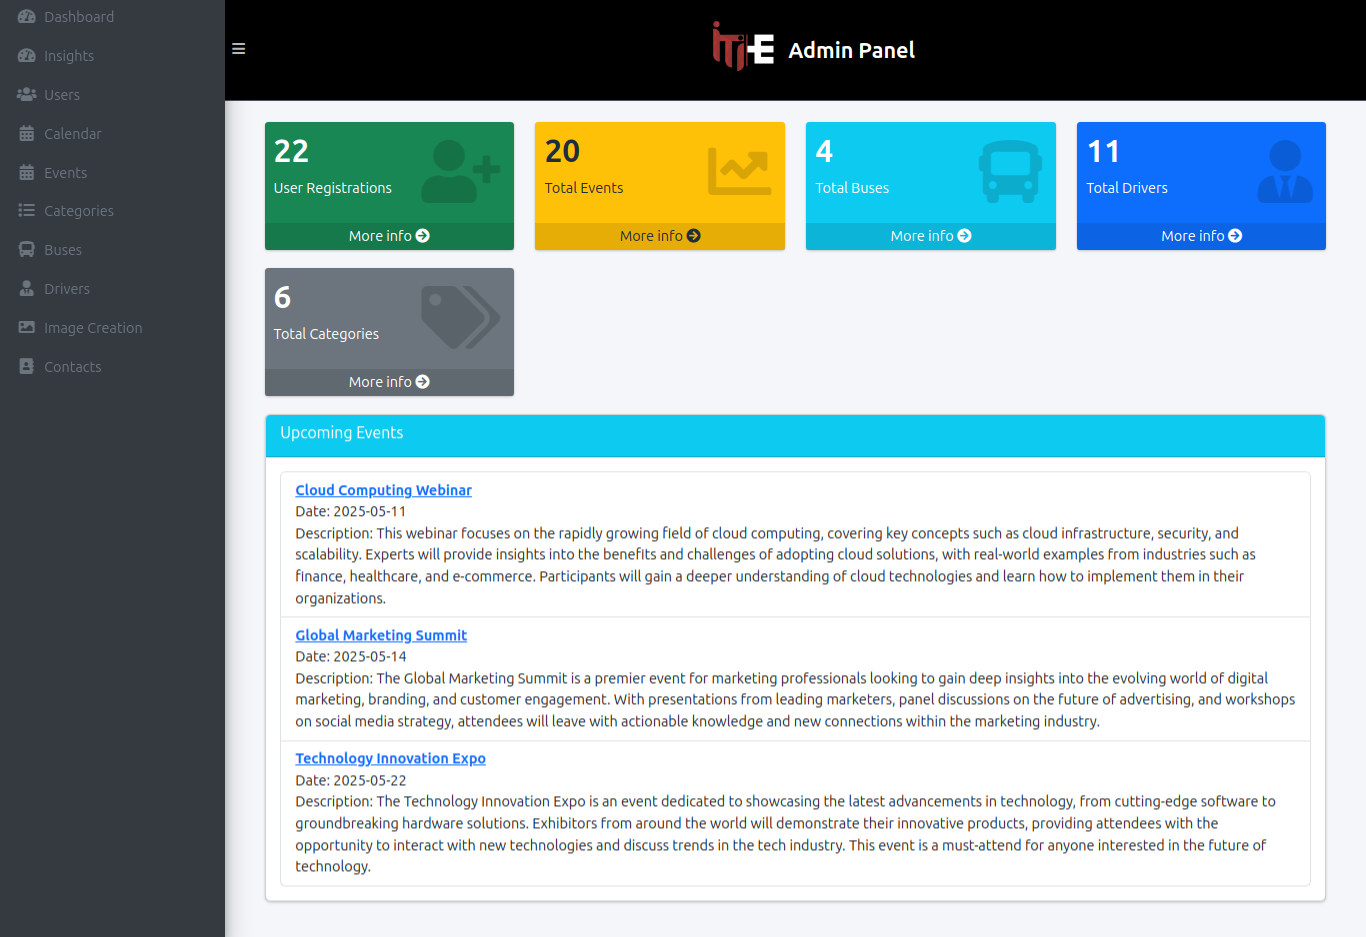 Dashboard
Insights
Users
Calendar
Events
Categories
Buses
Drivers
Image Creation
Contacts
Admin Panel
22
User Registrations
More info
20
Total Events
More info
4
Total Buses
More info
11
Total Drivers
More info
6
Total Categories
More info
Upcoming Events
Cloud Computing Webinar
Date: 2025-05-11
Description: This webinar focuses on the rapidly growing field of cloud computing, covering key concepts such as cloud infrastructure, security, and
scalability. Experts will provide insights into the benefits and challenges of adopting cloud solutions, with real-world examples from industries such as
finance, healthcare, and e-commerce. Participants will gain a deeper understanding of cloud technologies and learn how to implement them in their
organizations.
Global Marketing Summit
Date: 2025-05-14
Description: The Global Marketing Summit is a premier event for marketing professionals looking to gain deep insights into the evolving world of digital
marketing, branding, and customer engagement. With presentations from leading marketers, panel discussions on the future of advertising, and workshops
on social media strategy, attendees will leave with actionable knowledge and new connections within the marketing industry.
Technology Innovation Expo
Date: 2025-05-22
Description: The Technology Innovation Expo is an event dedicated to showcasing the latest advancements in technology, from cutting-edge software to
groundbreaking hardware solutions. Exhibitors from around the world will demonstrate their innovative products, providing attendees with the
opportunity to interact with new technologies and discuss trends in the tech industry. This event is a must-attend for anyone interested in the future of
technology.